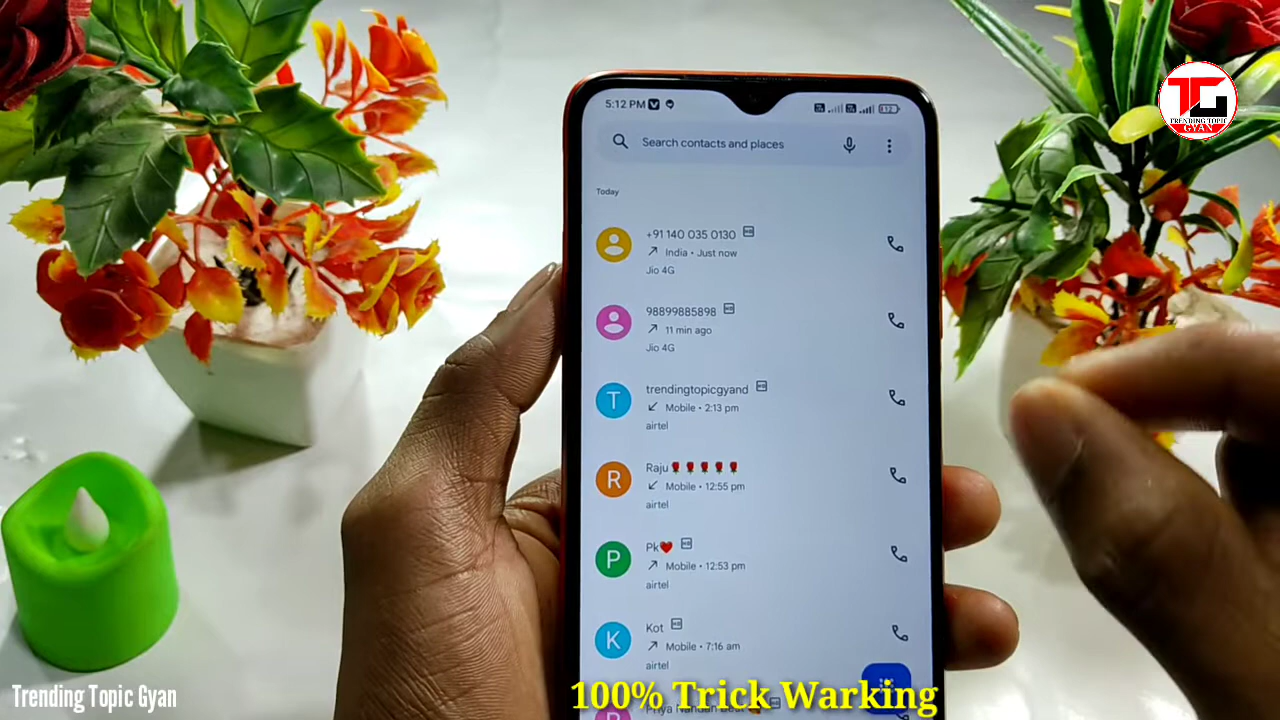 5:12 PM
Search contacts and places
TRENDING TOPIC
GYAN
Today
+91 140 035 0130
India • Just now
Jio 4G
98899885898
11 min ago
Jio 4G
T
trendingtopicgyand
Mobile • 2:13 pm
airtel
R
Raju🌹🌹🌹🌹🌹
Mobile • 12:55 pm
airtel
P
Pk❤️
Mobile • 12:53 pm
airtel
K
Kot
Mobile • 7:16 am
airtel
100% Trick Warking
Trending Topic Gyan